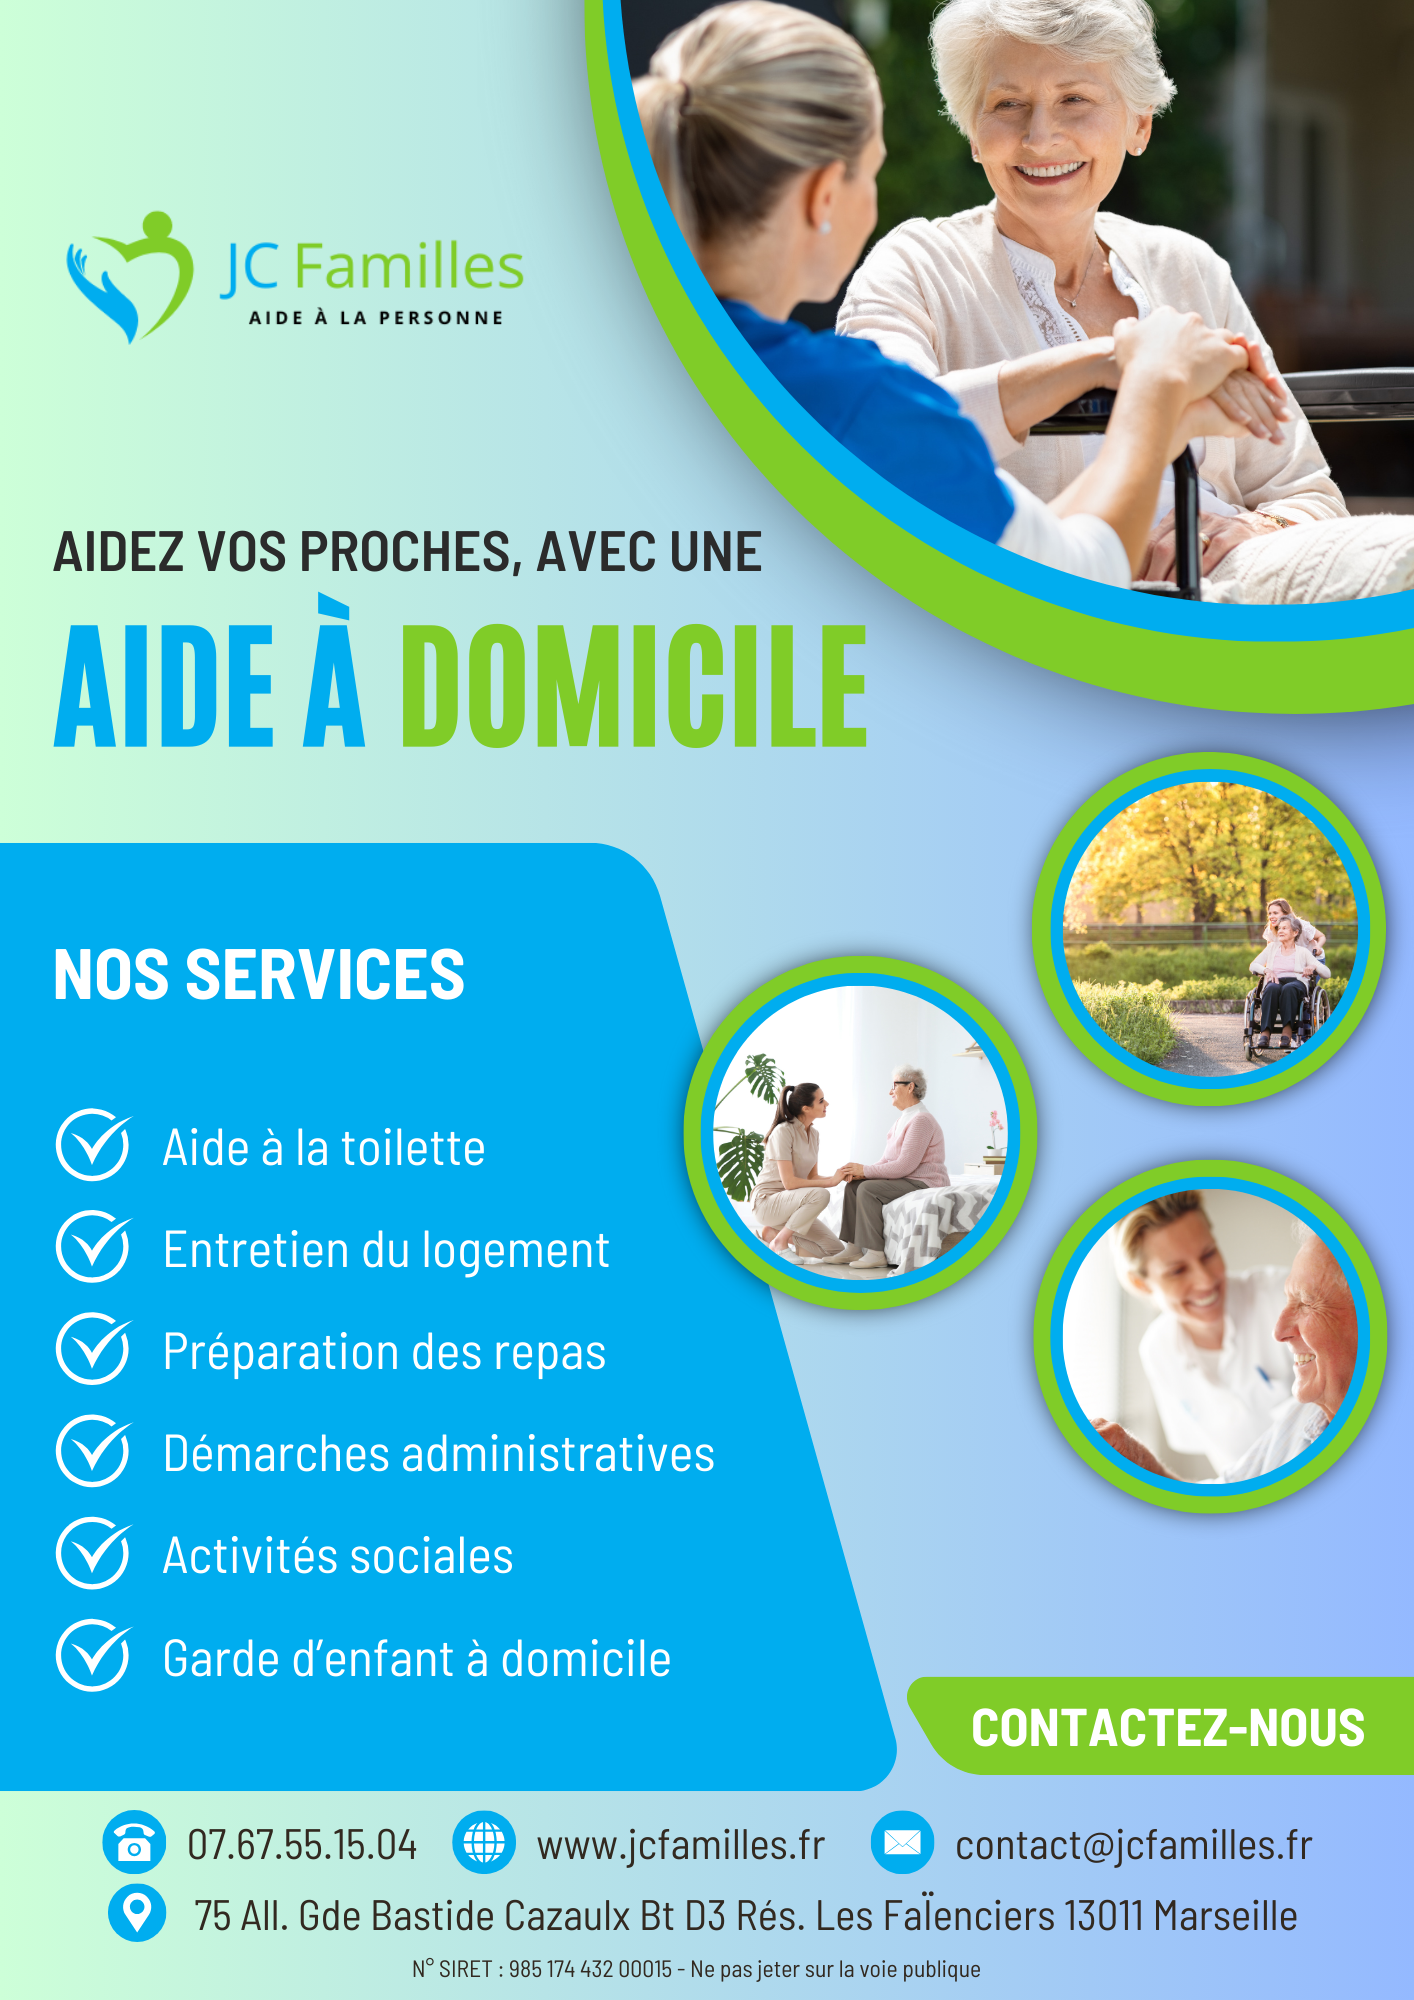 JC Familles
AIDE À LA PERSONNE
AIDEZ VOS PROCHES, AVEC UNE
AIDE À DOMICILE
NOS SERVICES
Aide à la toilette
Entretien du logement
Préparation des repas
Démarches administratives
Activités sociales
Garde d’enfant à domicile
CONTACTEZ-NOUS
07.67.55.15.04 www.jcfamilles.fr contact@jcfamilles.fr
75 All. Gde Bastide Cazaulx Bt D3 Rés. Les FaÏenciers 13011 Marseille
N° SIRET : 985 174 432 00015 - Ne pas jeter sur la voie publique